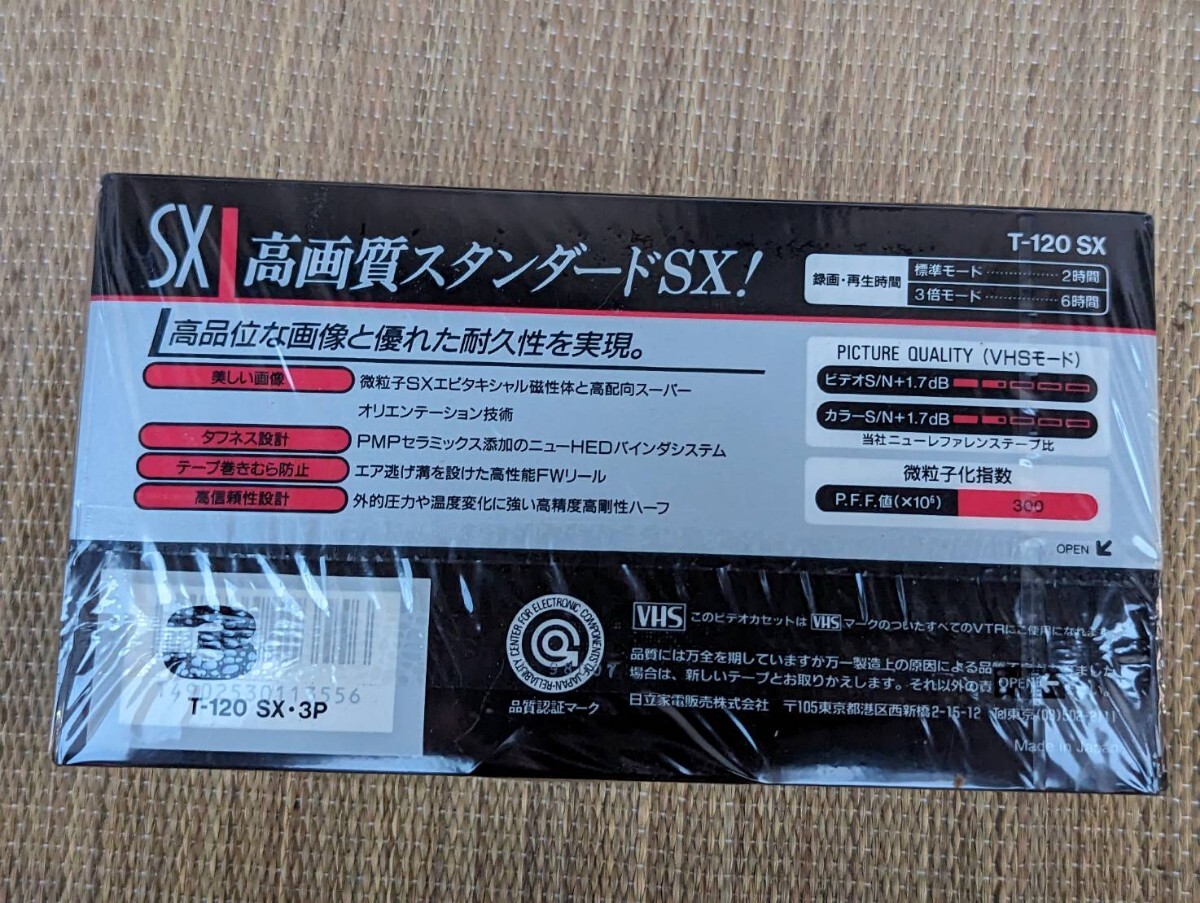 SX
高画質スタンダードSX!
T-120 SX
録画・再生時間
標準モード 2時間
3倍モード 6時間
高品位な画像と優れた耐久性を実現。
美しい画像
微粒子SXエピタキシャル磁性体と高配向スーパー
オリエンテーション技術
タフネス設計
PMPセラミックス添加のニューHEDバインダシステム
テープ巻きむら防止
エア逃げ溝を設けた高性能FWリール
高信頼性設計
外的圧力や温度変化に強い高精度高剛性ハーフ
PICTURE QUALITY (VHSモード)
ビデオS/N+1.7dB
カラーS/N+1.7dB
当社ニューレファレンステープ比
微粒子化指数
P.F.F.値(×10⁶)
300
OPEN
3
14902530113556
T-120 SX・3P
RELIABILITY CENTER FOR ELECTRONIC COMPONENTS OF JAPAN
品質認証マーク
VHS このビデオカセットは VHS マークのついたすべてのVTRにご使用になれます
品質には万全を期していますが万一製造上の原因による品質
場合は、新しいテープとお取りかえします。それ以外の責
OPEN
日立家電販売株式会社 〒105東京都港区西新橋2-15-12 Tel東京(03)502-2111
Made in Japan